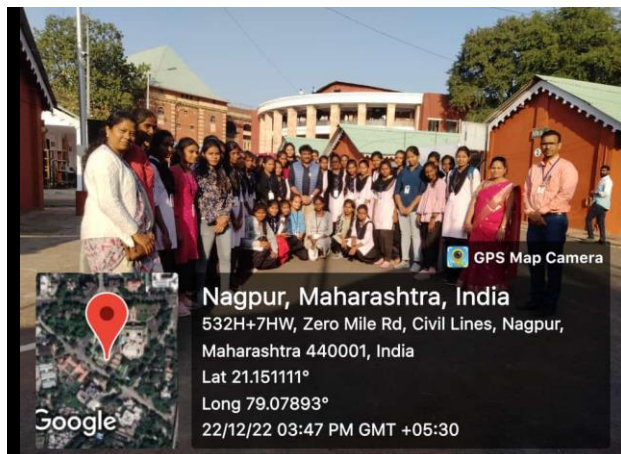 GPS Map Camera
Nagpur, Maharashtra, India
532H+7HW, Zero Mile Rd, Civil Lines, Nagpur,
Maharashtra 440001, India
Lat 21.151111°
Long 79.07893°
22/12/22 03:47 PM GMT +05:30
Google